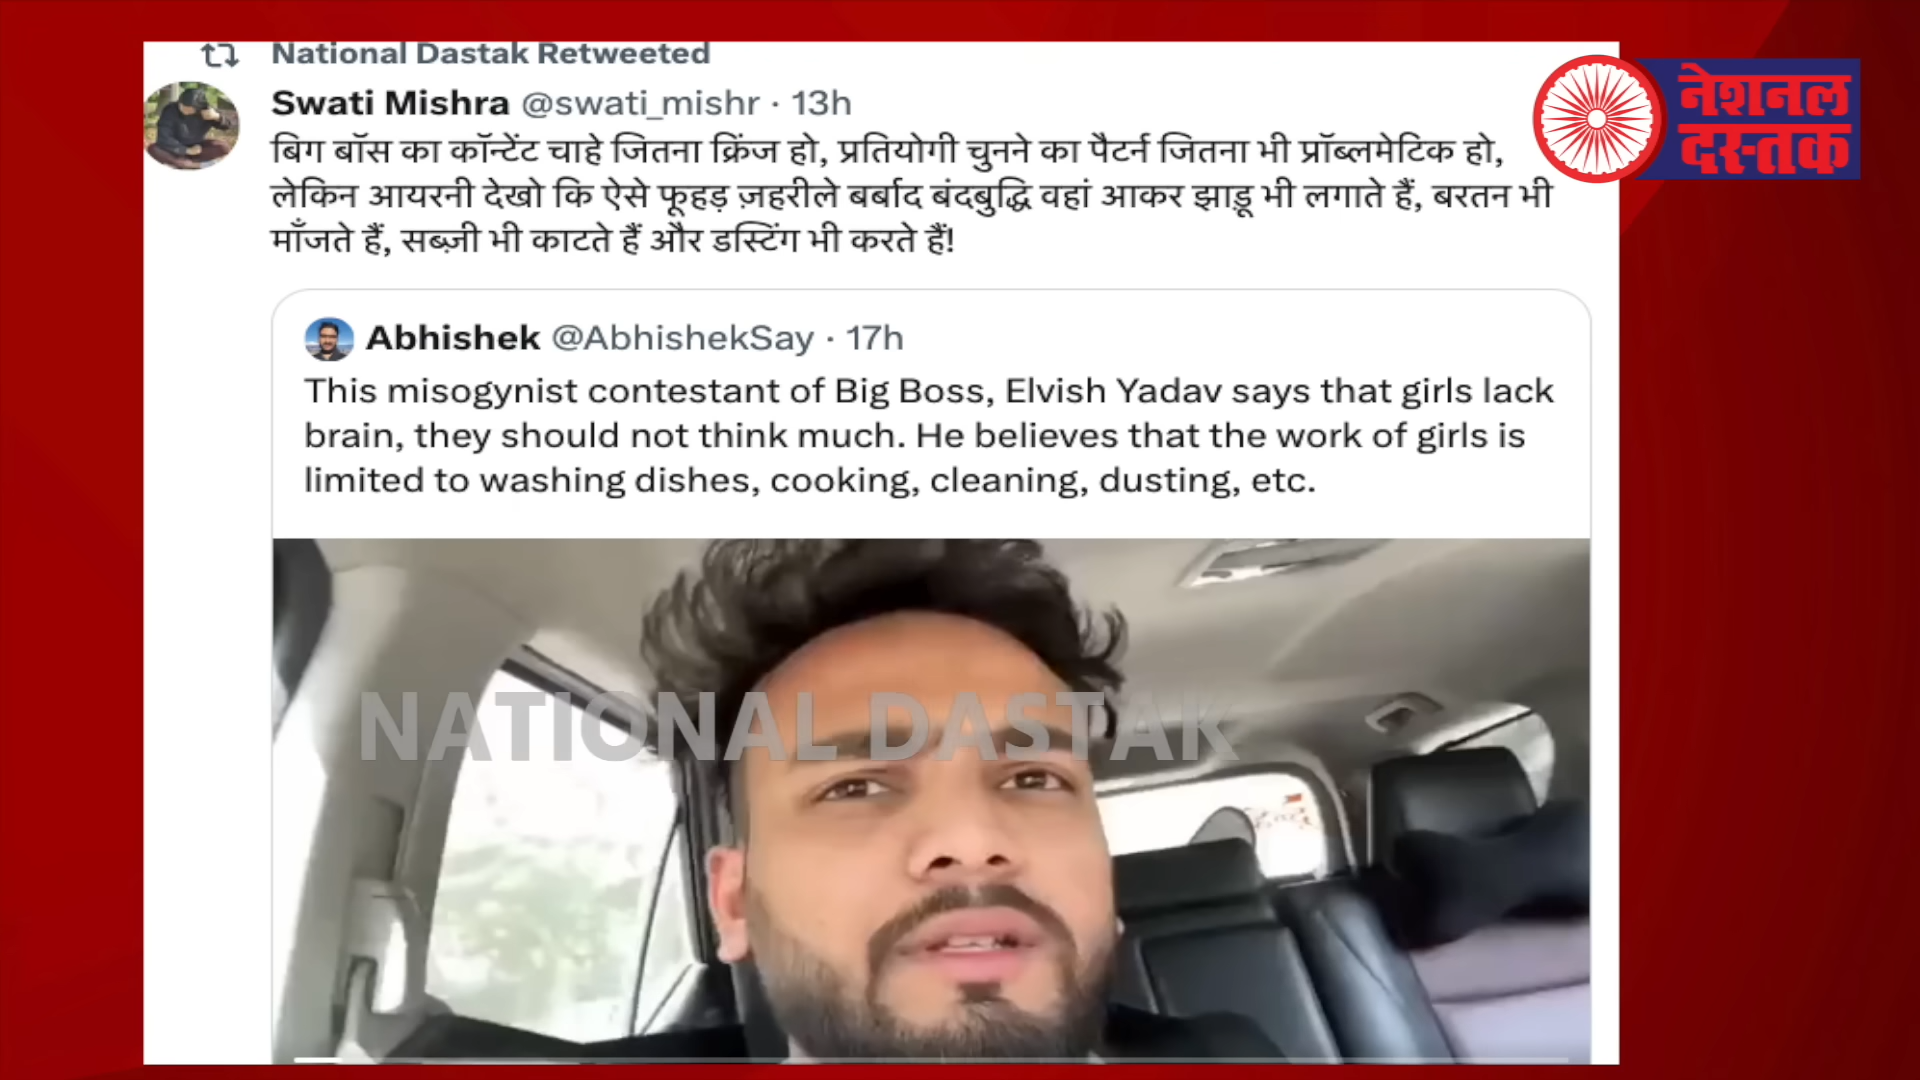 National Dastak Retweeted
Swati Mishra @swati_mishr · 13h
बिग बॉस का कॉन्टेंट चाहे जितना क्रिंज हो, प्रतियोगी चुनने का पैटर्न जितना भी प्रॉब्लमेटिक हो,
लेकिन आयरनी देखो कि ऐसे फूहड़ ज़हरीले बर्बाद बंदबुद्धि वहां आकर झाड़ू भी लगाते हैं, बरतन भी
माँजते हैं, सब्ज़ी भी काटते हैं और डस्टिंग भी करते हैं!
नेशनल
दस्तक
Abhishek @AbhishekSay · 17h
This misogynist contestant of Big Boss, Elvish Yadav says that girls lack
brain, they should not think much. He believes that the work of girls is
limited to washing dishes, cooking, cleaning, dusting, etc.
NATIONAL DASTAK